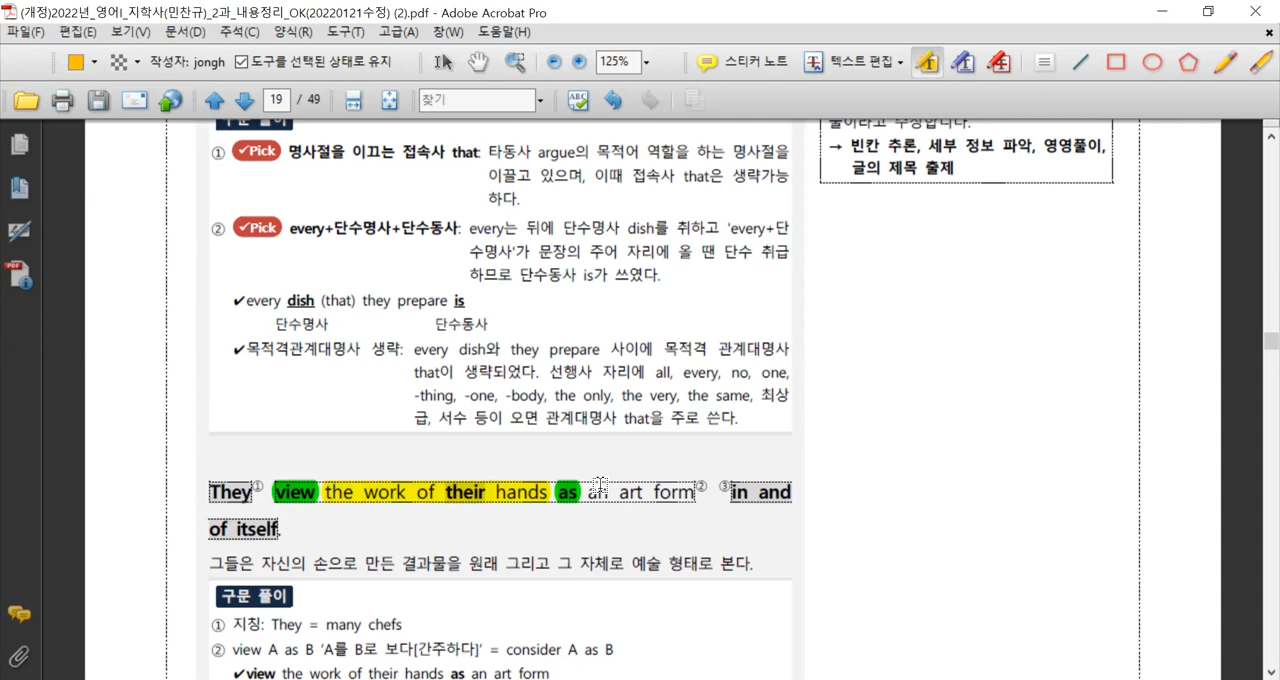 (개정)2022년_영어I_지학사(민찬규)_2과_내용정리_OK(20220121수정) (2).pdf - Adobe Acrobat Pro
파일(F) 편집(E) 보기(V) 문서(D) 주석(C) 양식(R) 도구(T) 고급(A) 창(W) 도움말(H)
작성자: jongh 도구를 선택된 상태로 유지 125% 스티커 노트 텍스트 편집
19 / 49 찾기
구문 풀이
① ✔Pick 명사절을 이끄는 접속사 that: 타동사 argue의 목적어 역할을 하는 명사절을
이끌고 있으며, 이때 접속사 that은 생략가능
하다.
② ✔Pick every+단수명사+단수동사: every는 뒤에 단수명사 dish를 취하고 'every+단
수명사'가 문장의 주어 자리에 올 땐 단수 취급
하므로 단수동사 is가 쓰였다.
✔every dish (that) they prepare is
단수명사 단수동사
✔목적격관계대명사 생략: every dish와 they prepare 사이에 목적격 관계대명사
that이 생략되었다. 선행사 자리에 all, every, no, one,
-thing, -one, -body, the only, the very, the same, 최상
급, 서수 등이 오면 관계대명사 that을 주로 쓴다.
They① view the work of their hands as an art form② ③in and
of itself.
그들은 자신의 손으로 만든 결과물을 원래 그리고 그 자체로 예술 형태로 본다.
구문 풀이
① 지칭: They = many chefs
② view A as B 'A를 B로 보다[간주하다]' = consider A as B
✔view the work of their hands as an art form
물이라고 수정합니다.
→ 빈칸 추론, 세부 정보 파악, 영영풀이,
글의 제목 출제